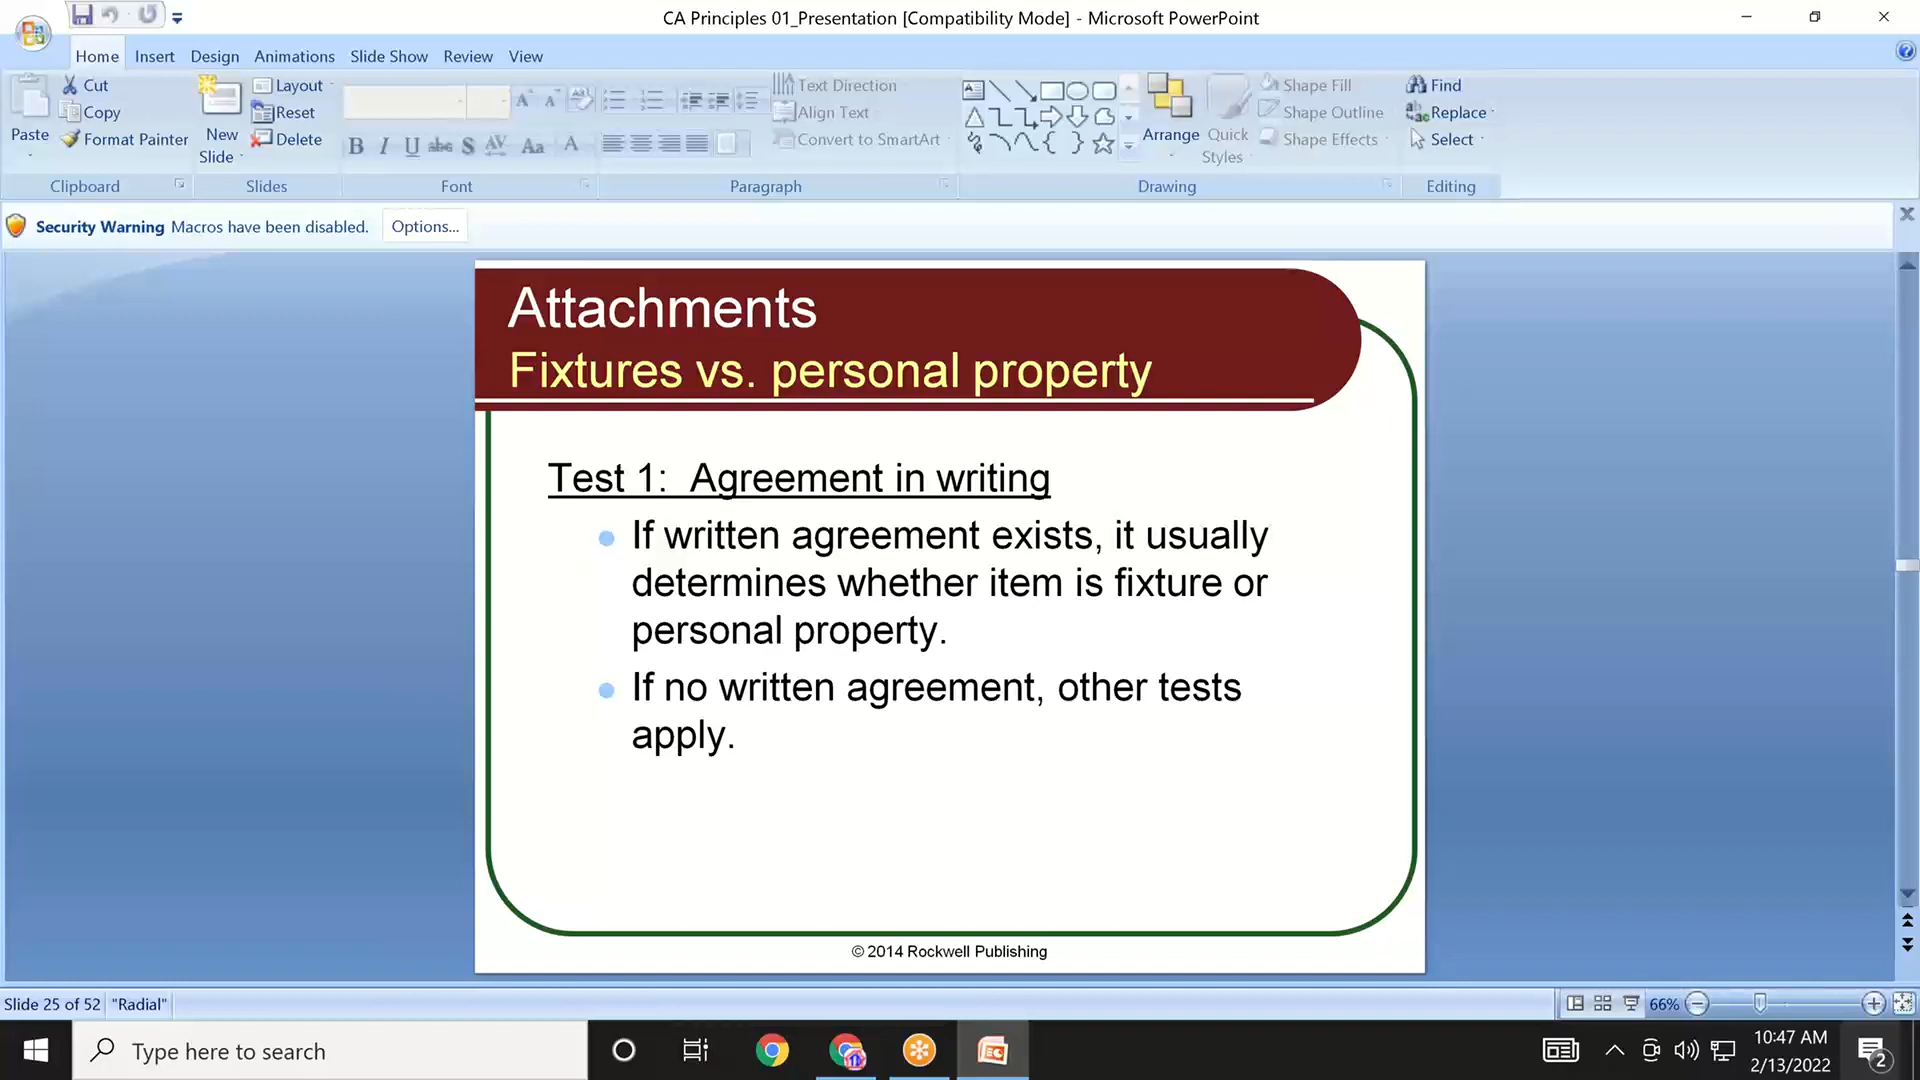 CA Principles 01_Presentation [Compatibility Mode] - Microsoft PowerPoint
Home Insert Design Animations Slide Show Review View
Paste
Cut
Copy
Format Painter
Clipboard
New
Slide
Layout
Reset
Delete
Slides
Font
Text Direction
Align Text
Convert to SmartArt
Paragraph
Arrange
Quick
Styles
Shape Fill
Shape Outline
Shape Effects
Drawing
Find
Replace
Select
Editing
Security Warning Macros have been disabled. Options...
Attachments
Fixtures vs. personal property
Test 1: Agreement in writing
If written agreement exists, it usually
determines whether item is fixture or
personal property.
If no written agreement, other tests
apply.
© 2014 Rockwell Publishing
Slide 25 of 52 "Radial" 66%
Type here to search
10:47 AM
2/13/2022
2